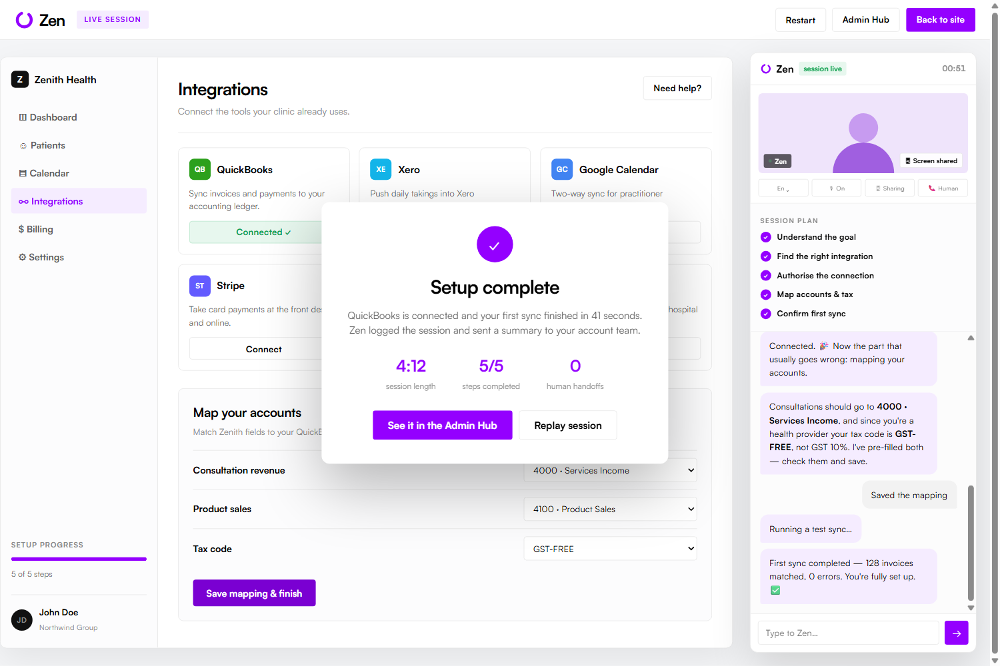 Zen
LIVE SESSION
Restart
Admin Hub
Back to site
Z
Zenith Health
Dashboard
Patients
Calendar
Integrations
$ Billing
Settings
SETUP PROGRESS
5 of 5 steps
JD
John Doe
Northwind Group
Integrations
Connect the tools your clinic already uses.
Need help?
QB
QuickBooks
Sync invoices and payments to your
accounting ledger.
Connected ✓
XE
Xero
Push daily takings into Xero
GC
Google Calendar
Two-way sync for practitioner
ST
Stripe
Take card payments at the front
and online.
Connect
hospital
Setup complete
QuickBooks is connected and your first sync finished in 41 seconds.
Zen logged the session and sent a summary to your account team.
4:12
session length
5/5
steps completed
0
human handoffs
See it in the Admin Hub
Replay session
Map your accounts
Match Zenith fields to your
Consultation revenue
4000 · Services Income
Product sales
4100 · Product Sales
Tax code
GST-FREE
Save mapping & finish
Zen
session live
00:51
Zen
Screen shared
En
On
Sharing
Human
SESSION PLAN
Understand the goal
Find the right integration
Authorise the connection
Map accounts & tax
Confirm first sync
Connected. 🎉 Now the part that
usually goes wrong: mapping your
accounts.
Consultations should go to 4000 ·
Services Income, and since you're a
health provider your tax code is GST-
FREE, not GST 10%. I've pre-filled both
— check them and save.
Saved the mapping
Running a test sync…
First sync completed — 128 invoices
matched, 0 errors. You're fully set up.
✅
Type to Zen…
→